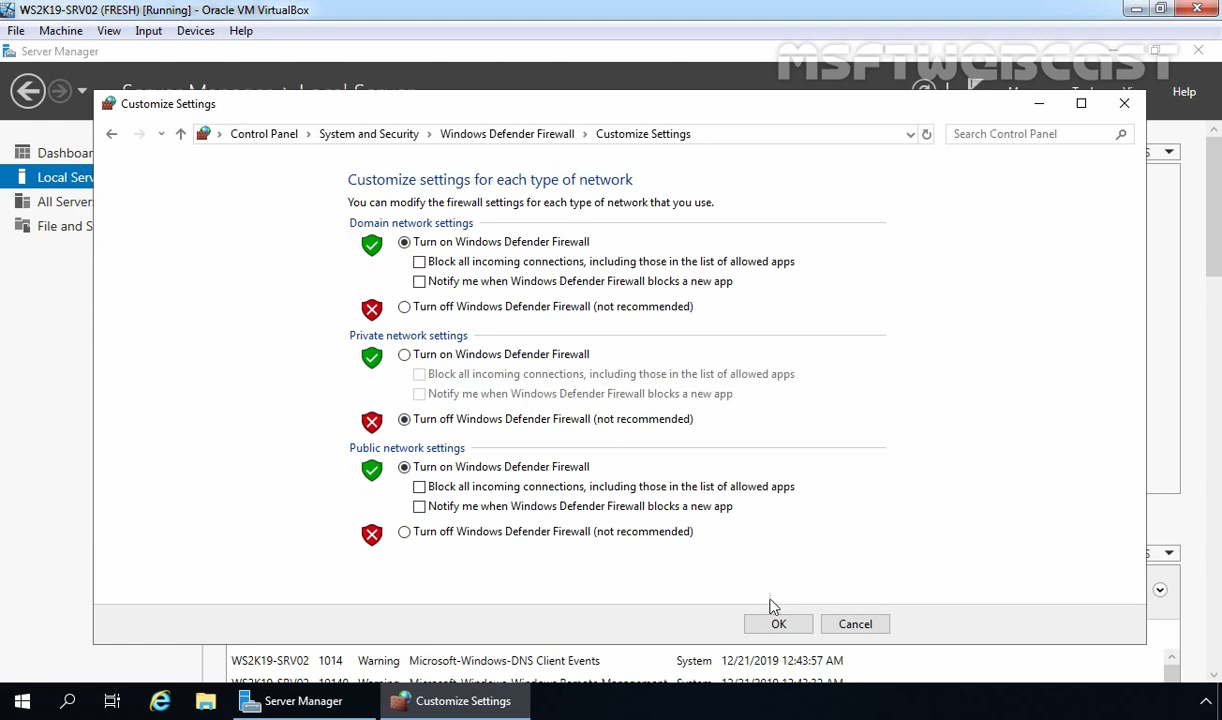 WS2K19-SRV02 (FRESH) [Running] - Oracle VM VirtualBox
File Machine View Input Devices Help
Server Manager
MSFTWEBCAST
Help
Customize Settings
Control Panel > System and Security > Windows Defender Firewall > Customize Settings
Search Control Panel
Dashboar
Local Serv
All Server
File and S
Customize settings for each type of network
You can modify the firewall settings for each type of network that you use.
Domain network settings
Turn on Windows Defender Firewall
Block all incoming connections, including those in the list of allowed apps
Notify me when Windows Defender Firewall blocks a new app
Turn off Windows Defender Firewall (not recommended)
Private network settings
Turn on Windows Defender Firewall
Block all incoming connections, including those in the list of allowed apps
Notify me when Windows Defender Firewall blocks a new app
Turn off Windows Defender Firewall (not recommended)
Public network settings
Turn on Windows Defender Firewall
Block all incoming connections, including those in the list of allowed apps
Notify me when Windows Defender Firewall blocks a new app
Turn off Windows Defender Firewall (not recommended)
OK Cancel
WS2K19-SRV02 1014 Warning Microsoft-Windows-DNS Client Events System 12/21/2019 12:43:57 AM
Server Manager
Customize Settings